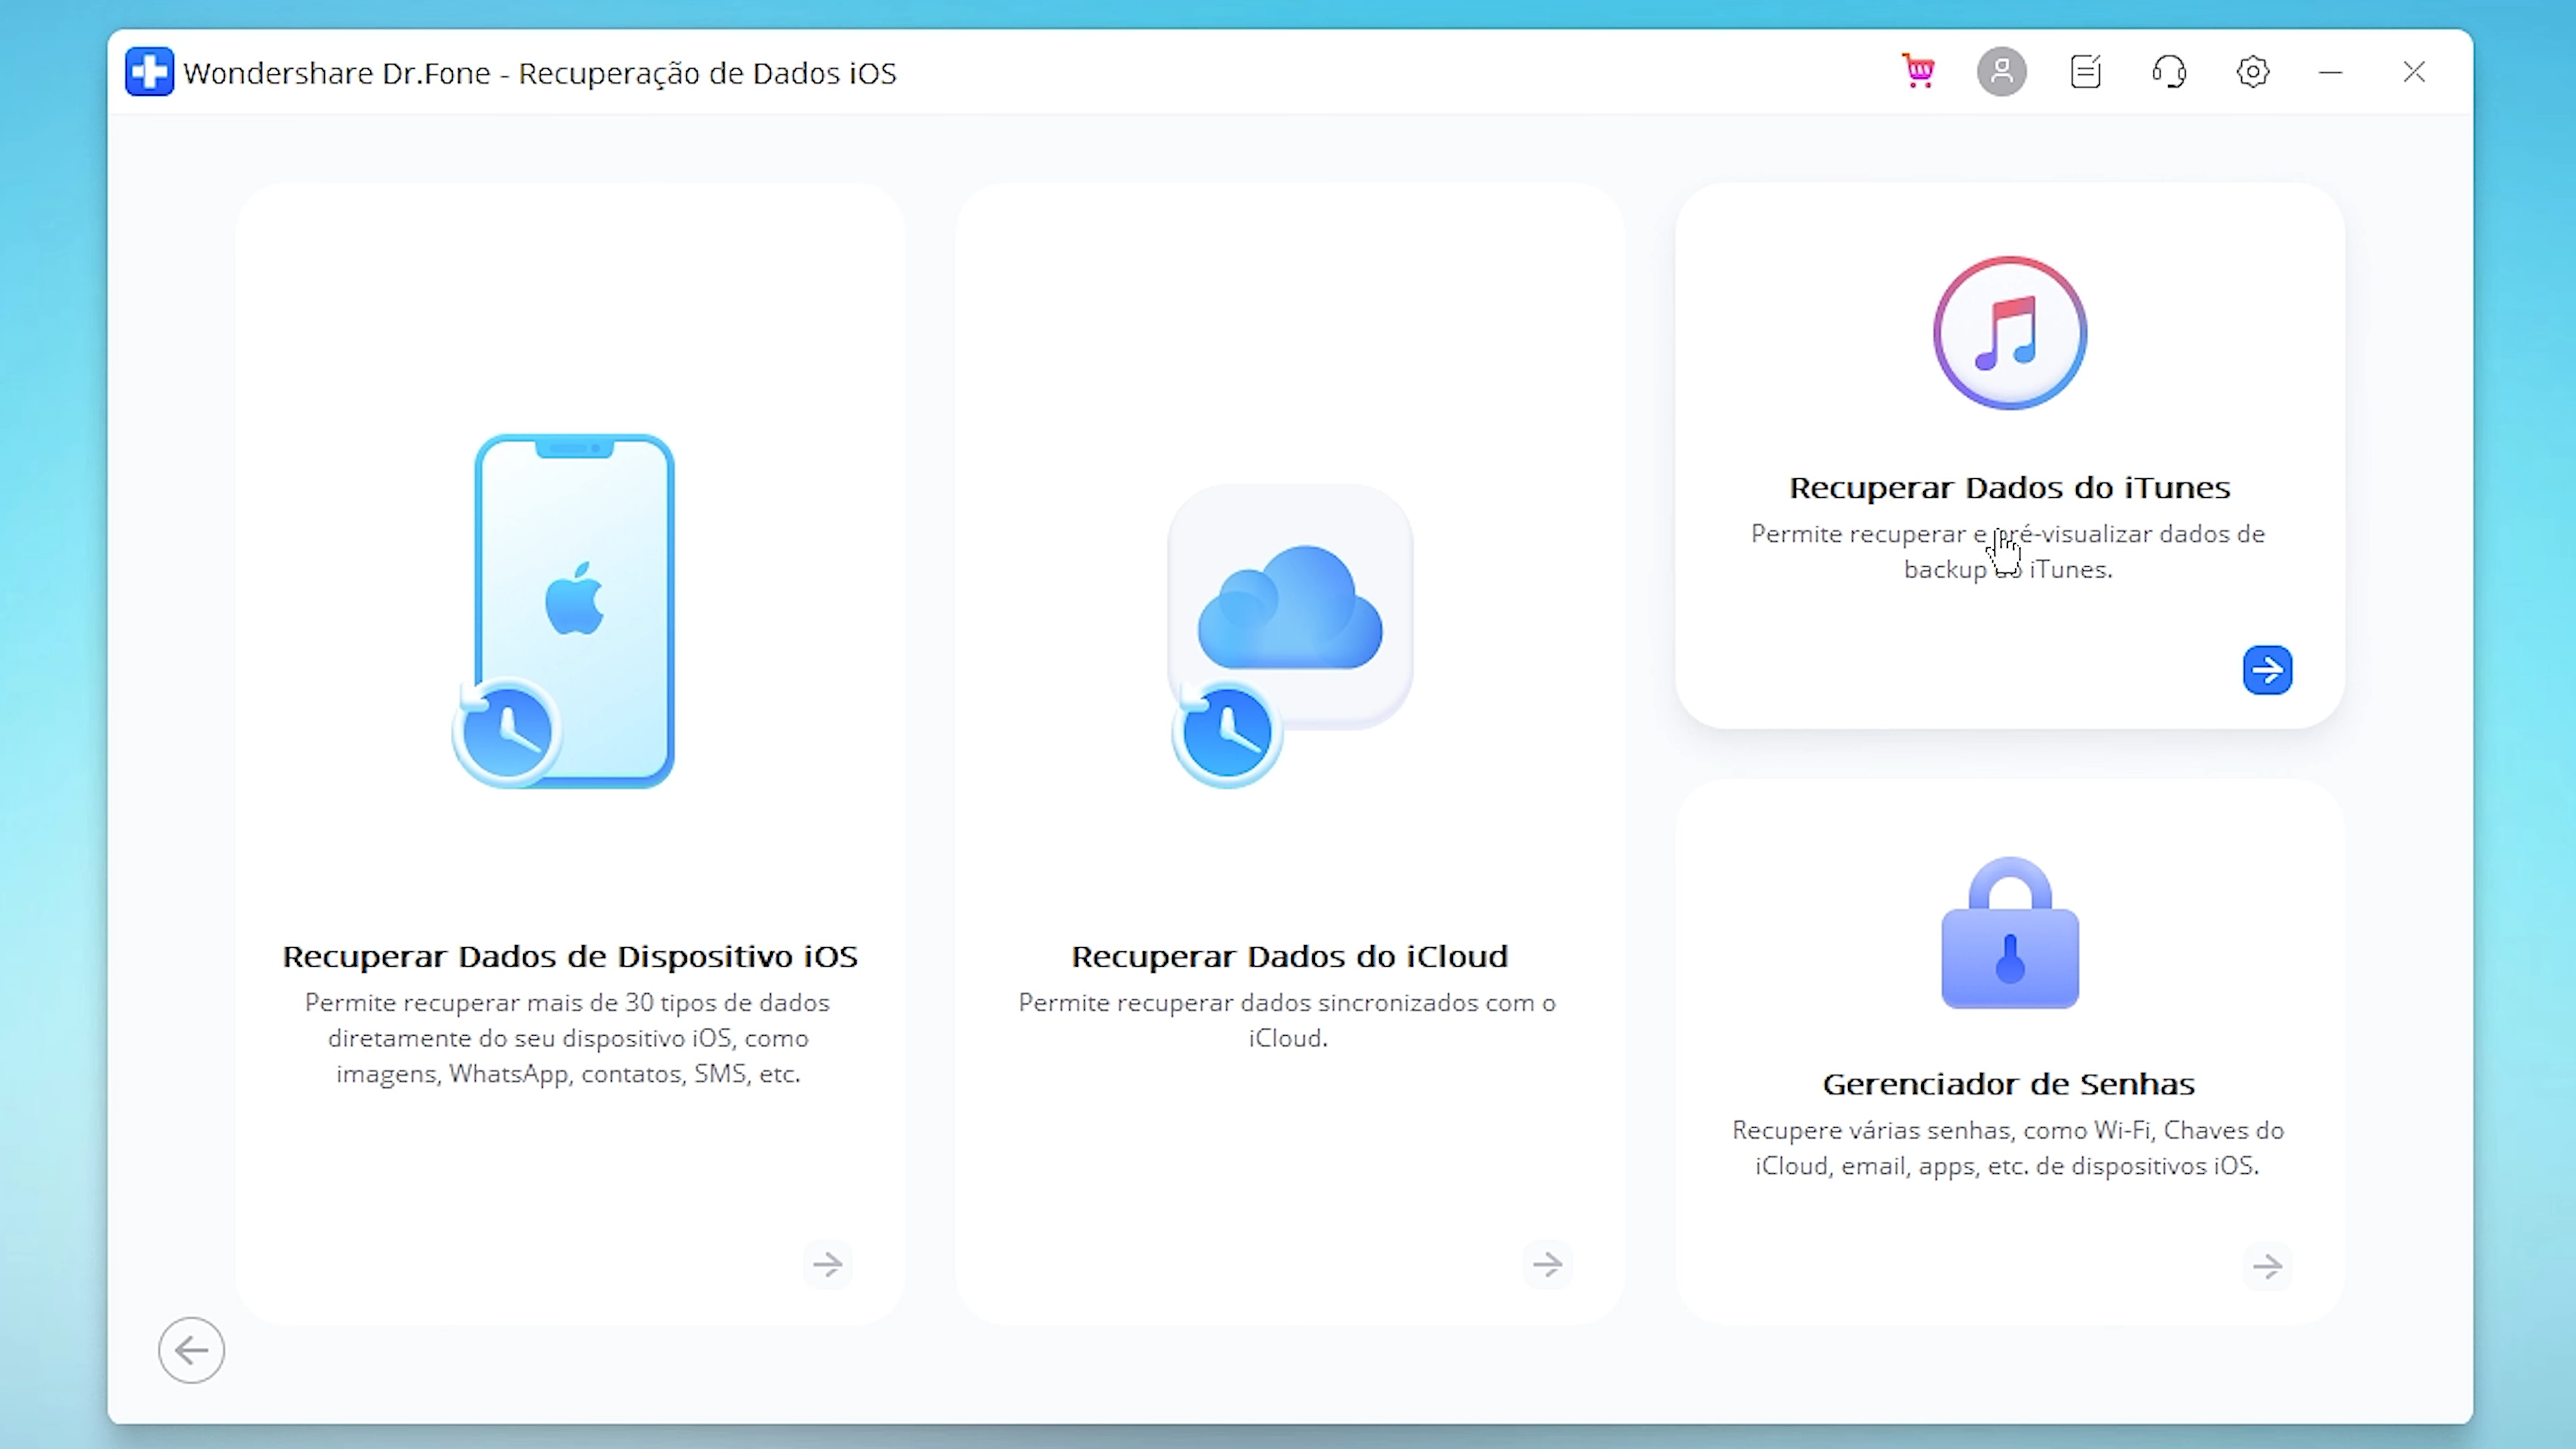 Wondershare Dr.Fone - Recuperação de Dados iOS
Recuperar Dados de Dispositivo iOS
Permite recuperar mais de 30 tipos de dados
diretamente do seu dispositivo iOS, como
imagens, WhatsApp, contatos, SMS, etc.
Recuperar Dados do iCloud
Permite recuperar dados sincronizados com o
iCloud.
Recuperar Dados do iTunes
Permite recuperar e pré-visualizar dados de
backup do iTunes.
Gerenciador de Senhas
Recupere várias senhas, como Wi-Fi, Chaves do
iCloud, email, apps, etc. de dispositivos iOS.